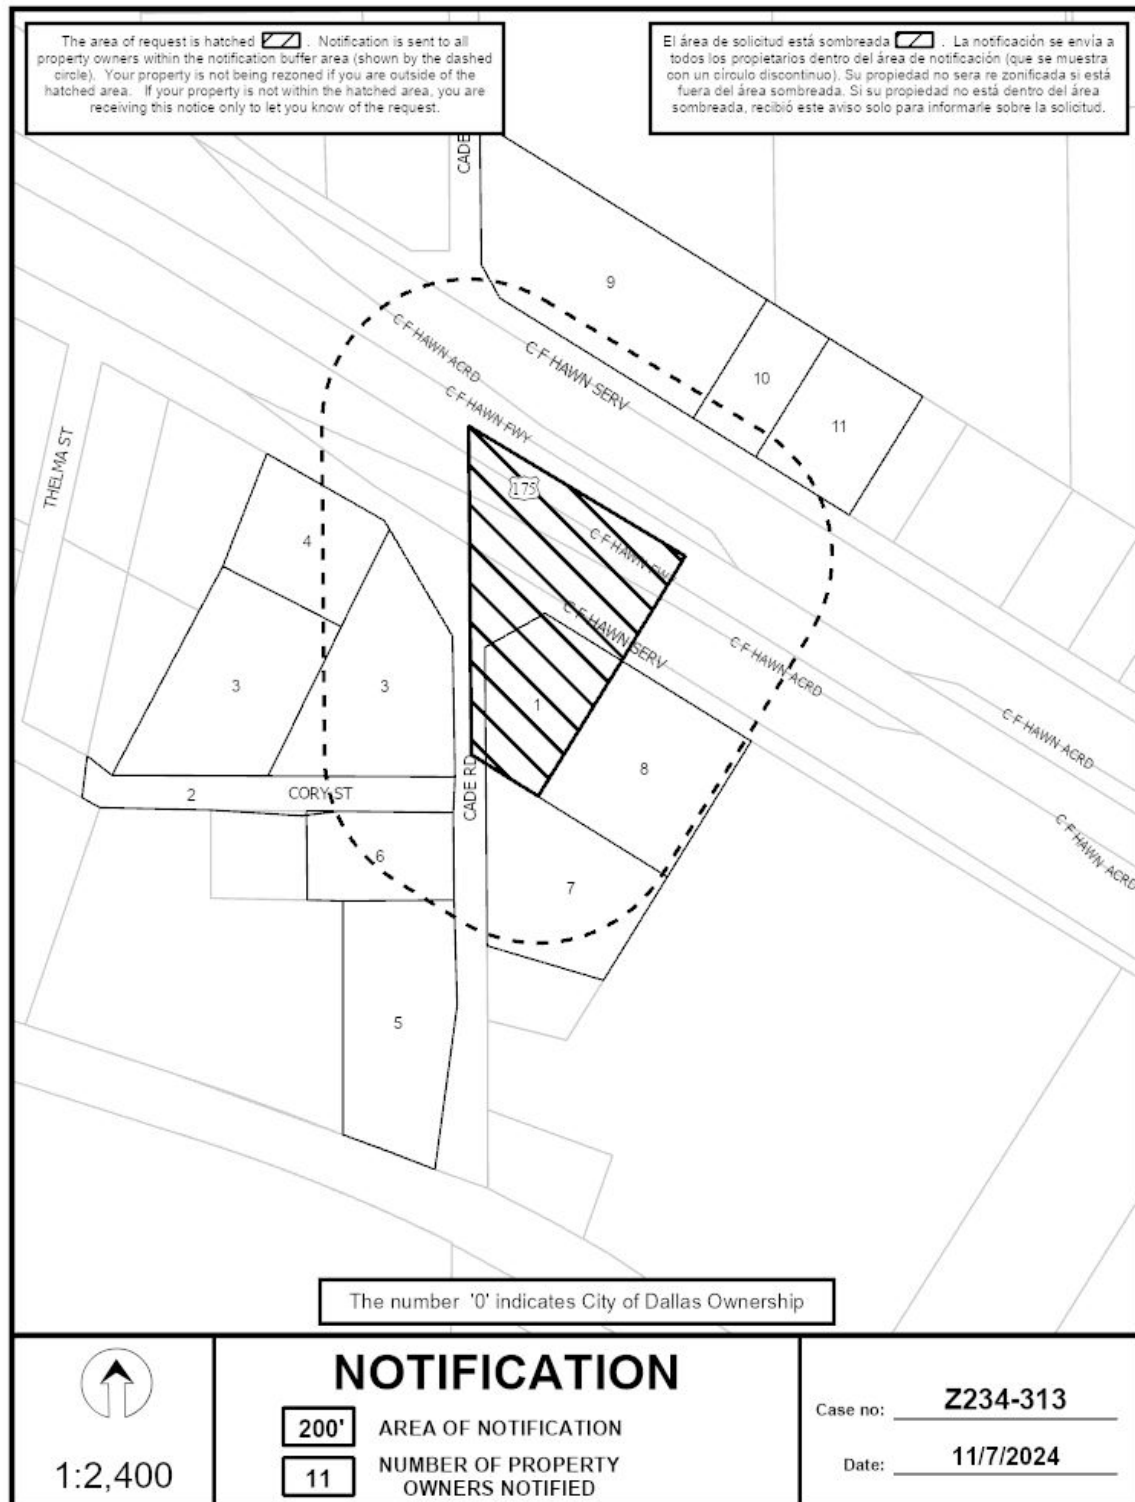 The area of request is hatched . Notification is sent to all
property owners within the notification buffer area (shown by the dashed
circle). Your property is not being rezoned if you are outside of the
hatched area. If your property is not within the hatched area, you are
receiving this notice only to let you know of the request.
El área de solicitud está sombreada . La notificación se envía a
todos los propietarios dentro del área de notificación (que se muestra
con un círculo discontinuo). Su propiedad no sera re zonificada si está
fuera del área sombreada. Si su propiedad no está dentro del área
sombreada, recibió este aviso solo para informarle sobre la solicitud.
CADE
9
C F HAWN ACRD
C F HAWN SERV
10
C F HAWN FWY
11
THELMA ST
175
4
C F HAWN FWY
C F HAWN SERV
C F HAWN ACRD
3
3
1
C F HAWN ACRD
8
CADE RD
2
CORY ST
C F HAWN ACRD
6
7
5
The number '0' indicates City of Dallas Ownership
1:2,400
NOTIFICATION
200' AREA OF NOTIFICATION
11 NUMBER OF PROPERTY
OWNERS NOTIFIED
Case no: Z234-313
Date: 11/7/2024